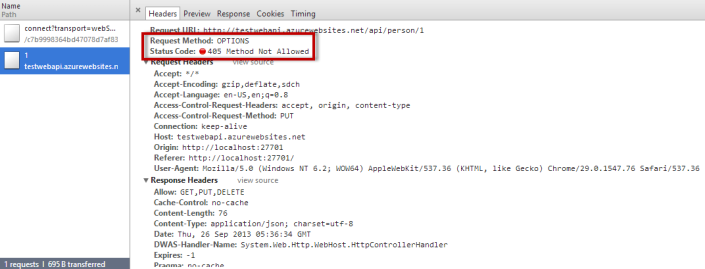 × Headers Preview Response Cookies Timing
Name
Path
connect?transport=webS...
/c7b9998364bd47078d7af83
1
testwebapi.azurewebsites.n
Request URL: http://testwebapi.azurewebsites.net/api/person/1
Request Method: OPTIONS
Status Code: 405 Method Not Allowed
▼ Request Headers view source
Accept: */*
Accept-Encoding: gzip,deflate,sdch
Accept-Language: en-US,en;q=0.8
Access-Control-Request-Headers: accept, origin, content-type
Access-Control-Request-Method: PUT
Connection: keep-alive
Host: testwebapi.azurewebsites.net
Origin: http://localhost:27701
Referer: http://localhost:27701/
User-Agent: Mozilla/5.0 (Windows NT 6.2; WOW64) AppleWebKit/537.36 (KHTML, like Gecko) Chrome/29.0.1547.76 Safari/537.36
▼ Response Headers view source
Allow: GET,PUT,DELETE
Cache-Control: no-cache
Content-Length: 76
Content-Type: application/json; charset=utf-8
Date: Thu, 26 Sep 2013 05:36:34 GMT
DWAS-Handler-Name: System.Web.Http.WebHost.HttpControllerHandler
Expires: -1
Pragma: no-cache
1 requests | 695 B transferred